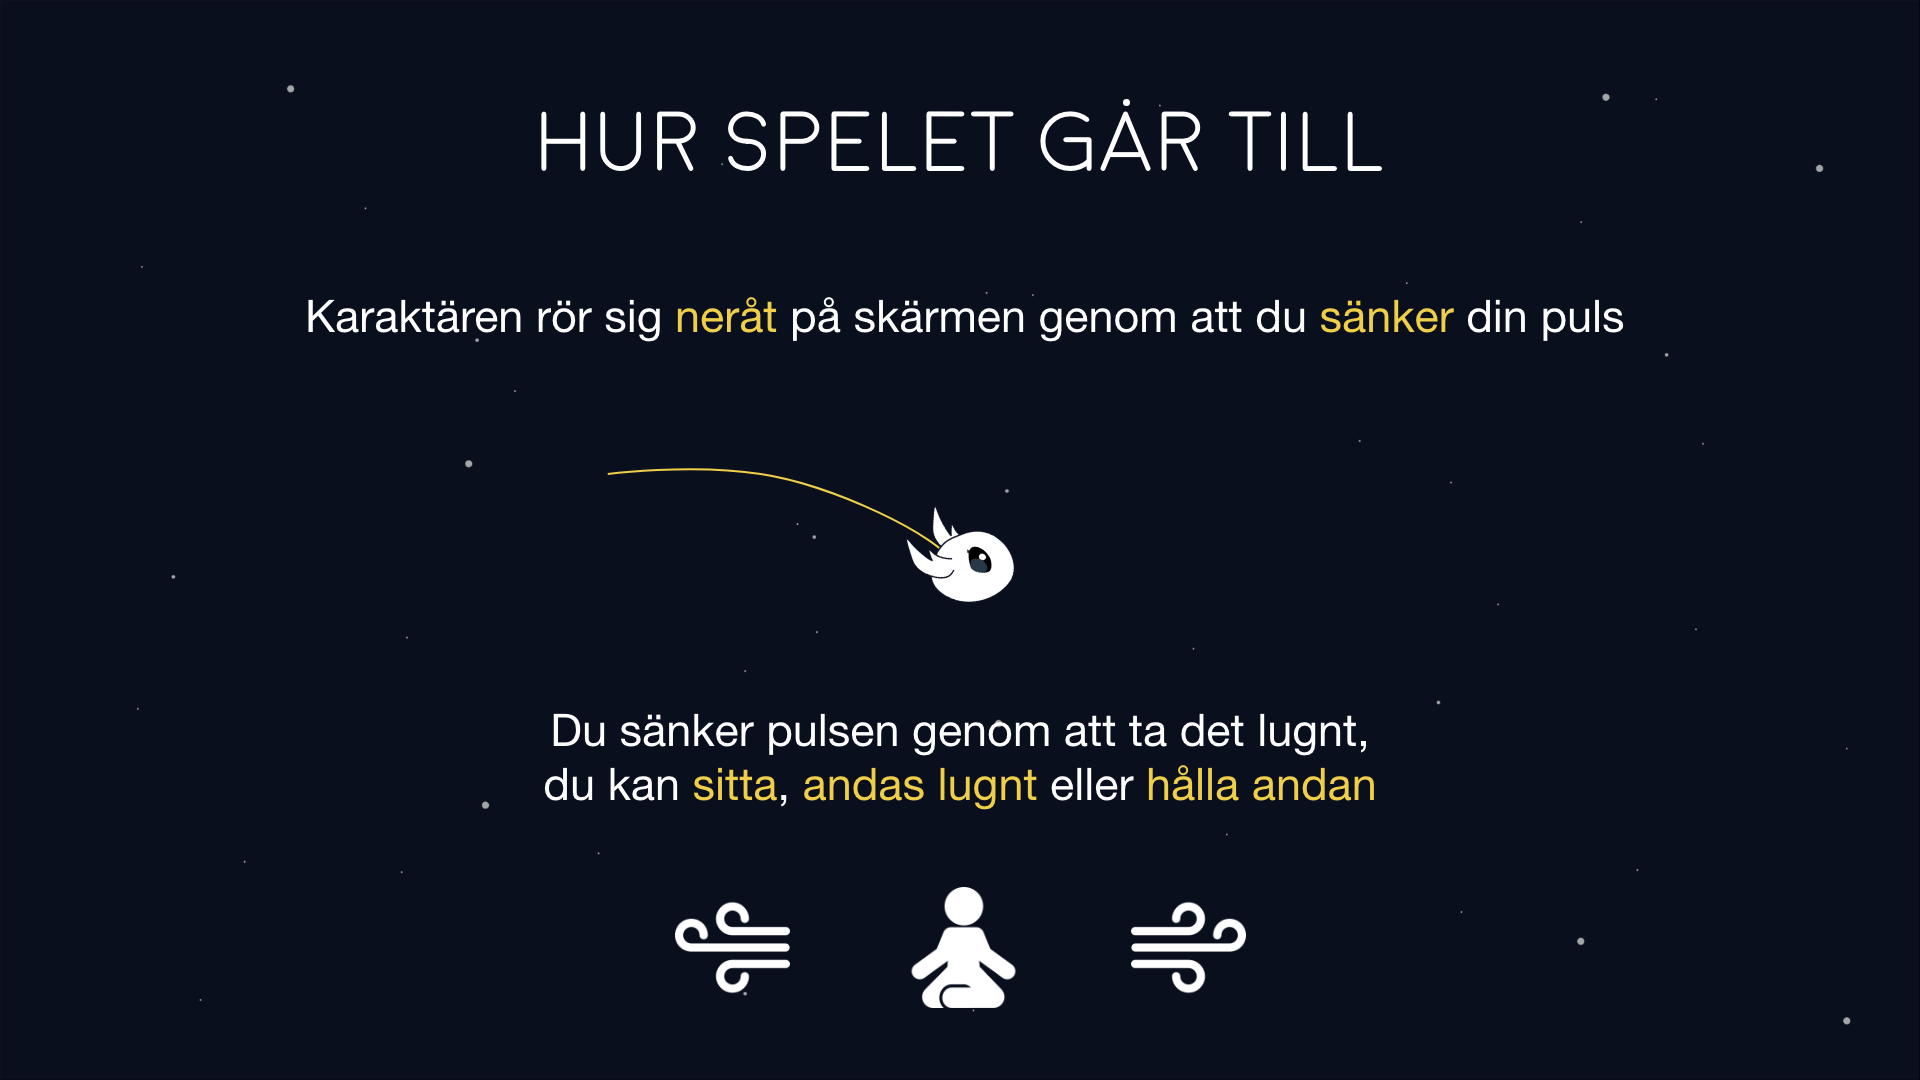 HUR SPELET GÅR TILL
Karaktären rör sig neråt på skärmen genom att du sänker din puls
Du sänker pulsen genom att ta det lugnt,
du kan sitta, andas lugnt eller hålla andan